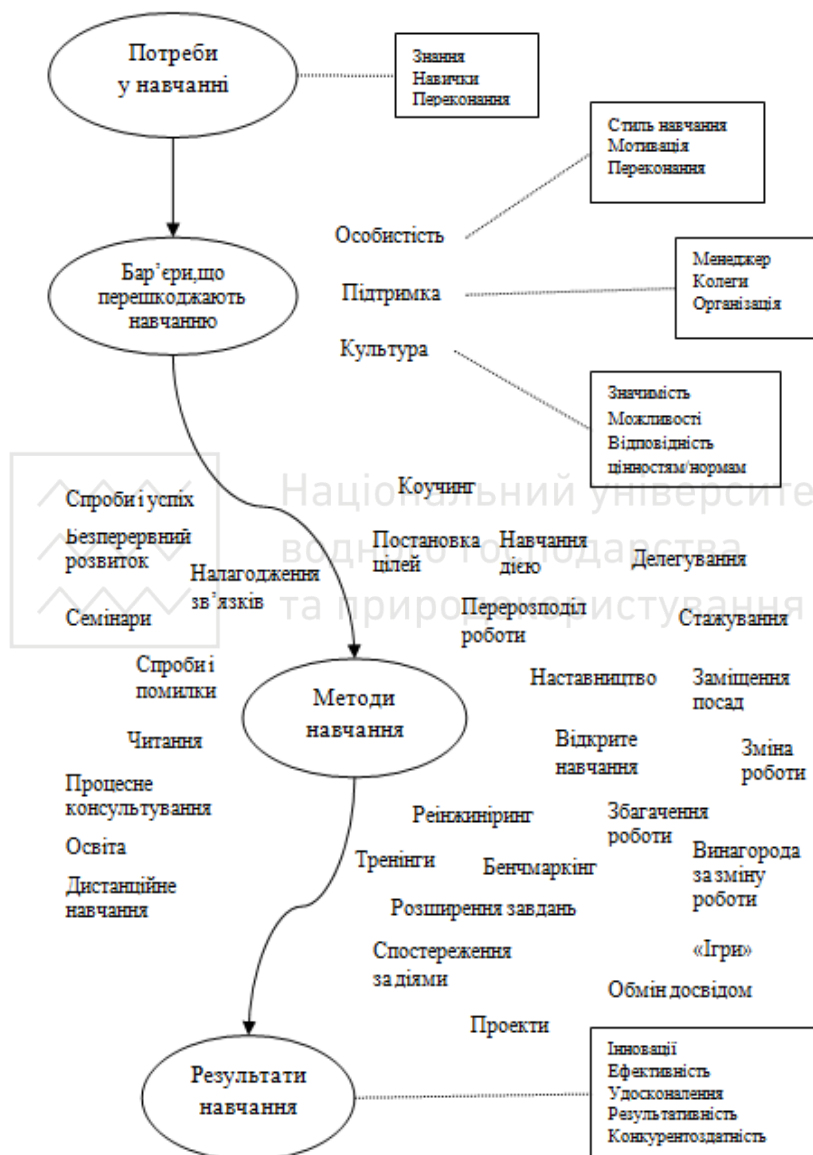 Потреби
у навчанні
Знання
Навички
Переконання
Стиль навчання
Мотивація
Переконання
Особистість
Бар’єри,що
перешкоджають
навчанню
Підтримка
Менеджер
Колеги
Організація
Культура
Значимість
Можливості
Відповідність
цінностям/нормам
Національний університе
водного господарства
та природокористування
Спроби і успіх
Безперервний
розвиток
Налагодження
зв’язків
Семінари
Спроби і
помилки
Читання
Процесне
консультування
Освіта
Дистанційне
навчання
Коучинг
Постановка
цілей
Навчання
дією
Делегування
Перерозподіл
роботи
Стажування
Методи
навчання
Наставництво
Заміщення
посад
Відкрите
навчання
Зміна
роботи
Реінжиніринг
Збагачення
роботи
Тренінги
Бенчмаркінг
Винагорода
за зміну
роботи
Розширення завдань
Спостереження
за діями
«Ігри»
Обмін досвідом
Проекти
Результати
навчання
Інновації
Ефективність
Удосконалення
Результативність
Конкурентоздатність